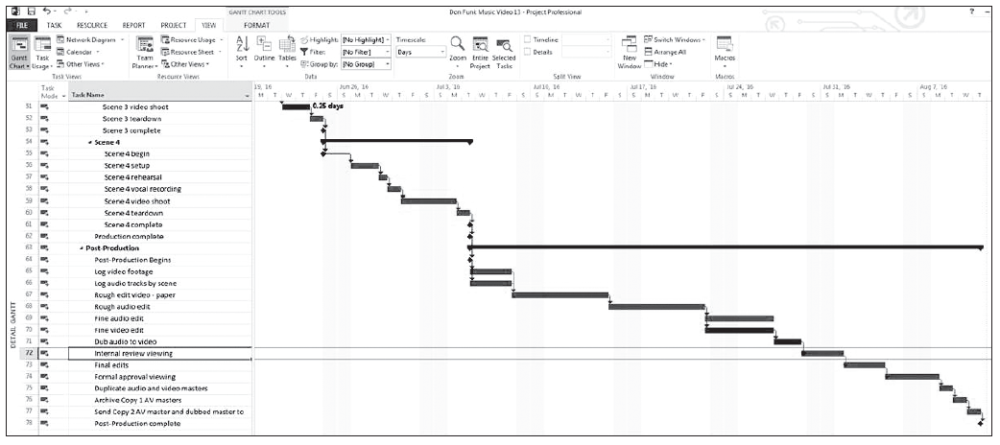 GANTT CHART TOOLS
Don Funk Music Video 13 - Project Professional
?
FILE TASK RESOURCE REPORT PROJECT VIEW FORMAT
Gantt Chart Task Usage Network Diagram Calendar Other Views
Team Planner Resource Usage Resource Sheet Other Views
Sort Outline Tables Highlight: [No Highlight] Filter: [No Filter] Group by: [No Group]
Timescale: Days
Zoom Entire Project Selected Tasks
Timeline Details
New Window Switch Windows Arrange All Hide
Macros
Task Views Resource Views Data Zoom Split View Window Macros
Task Mode Task Name
19, '16 Jun 26, '16 Jul 3, '16 Jul 10, '16 Jul 17, '16 Jul 24, '16 Jul 31, '16 Aug 7, '16
51 Scene 3 video shoot 0.25 days
52 Scene 3 teardown
53 Scene 3 complete
54 Scene 4
55 Scene 4 begin
56 Scene 4 setup
57 Scene 4 rehearsal
58 Scene 4 vocal recording
59 Scene 4 video shoot
60 Scene 4 teardown
61 Scene 4 complete
62 Production complete
63 Post-Production
64 Post-Production Begins
65 Log video footage
66 Log audio tracks by scene
67 Rough edit video - paper
68 Rough audio edit
69 Fine audio edit
70 Fine video edit
71 Dub audio to video
72 Internal review viewing
73 Final edits
74 Formal approval viewing
75 Duplicate audio and video masters
76 Archive Copy 1 AV masters
77 Send Copy 2 AV master and dubbed master to
78 Post-Production complete
DETAIL GANTT